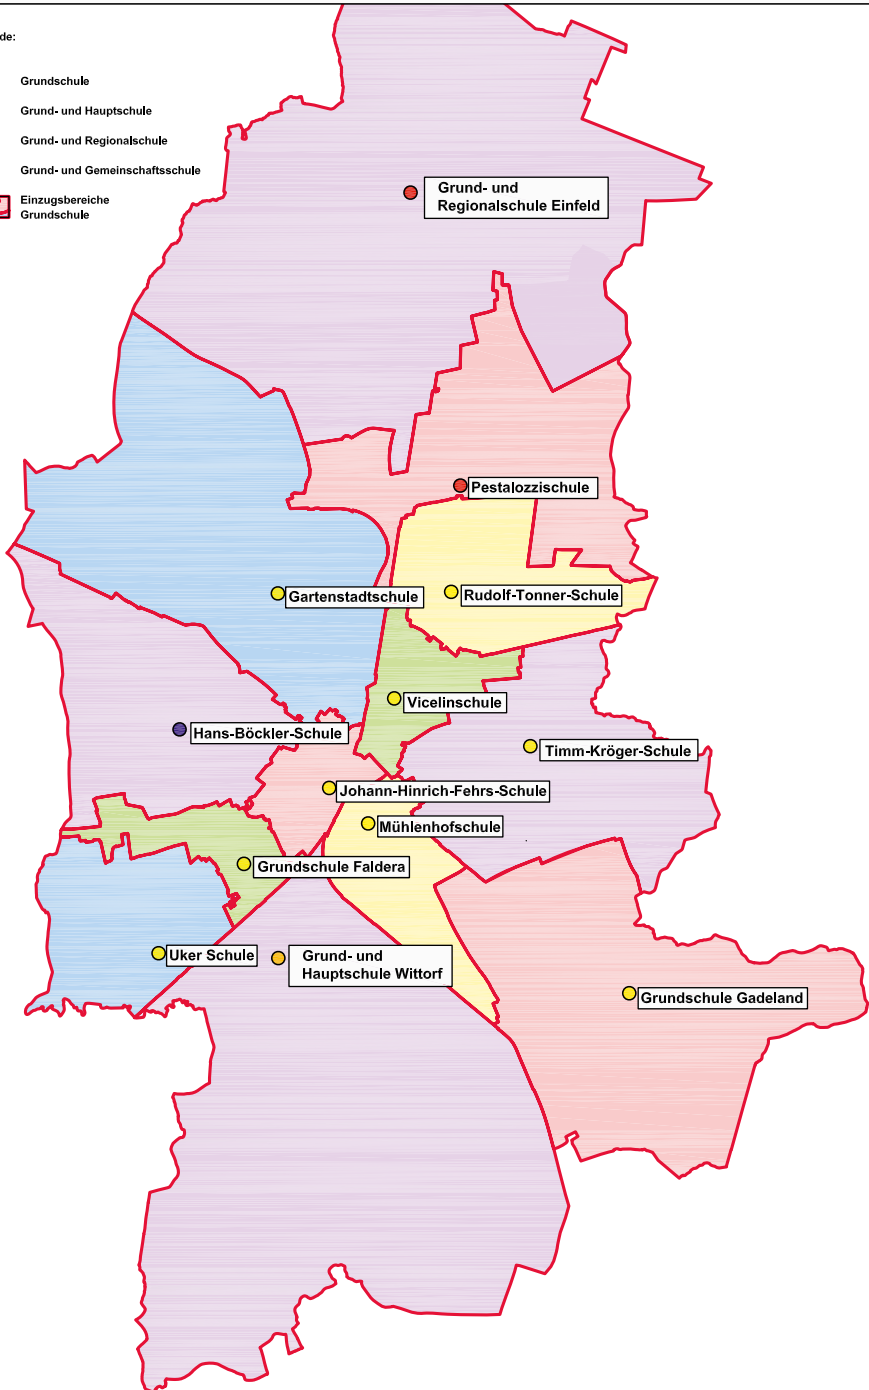 de:
Grundschule
Grund- und Hauptschule
Grund- und Regionalschule
Grund- und Gemeinschaftsschule
Einzugsbereiche
Grundschule
Grund- und
Regionalschule Einfeld
Pestalozzischule
Gartenstadtschule
Rudolf-Tonner-Schule
Vicelinschule
Hans-Böckler-Schule
Timm-Kröger-Schule
Johann-Hinrich-Fehrs-Schule
Mühlenhofschule
Grundschule Faldera
Uker Schule
Grund- und
Hauptschule Wittorf
Grundschule Gadeland